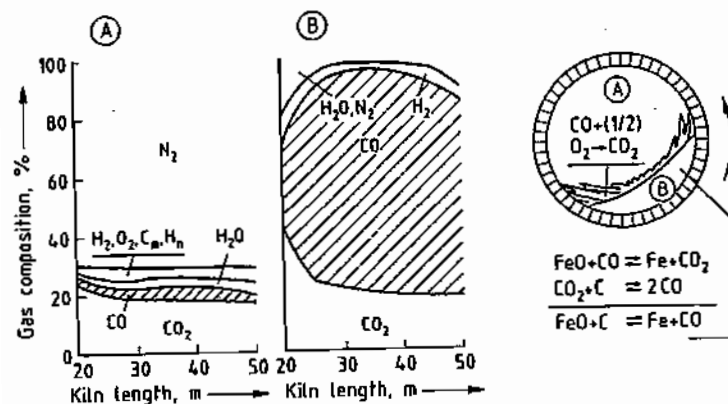 A
B
Gas composition, %
100
80
60
40
20
0
N₂
H₂,O₂,Cₘ,Hₙ
H₂O
CO
CO₂
20 30 40 50
Kiln length, m
H₂O,N₂
H₂
CO
CO₂
20 30 40 50
Kiln length, m
A
CO+(1/2)
O₂→CO₂
B
FeO+CO ⇌ Fe+CO₂
CO₂+C ⇌ 2CO
FeO+C ⇌ Fe+CO